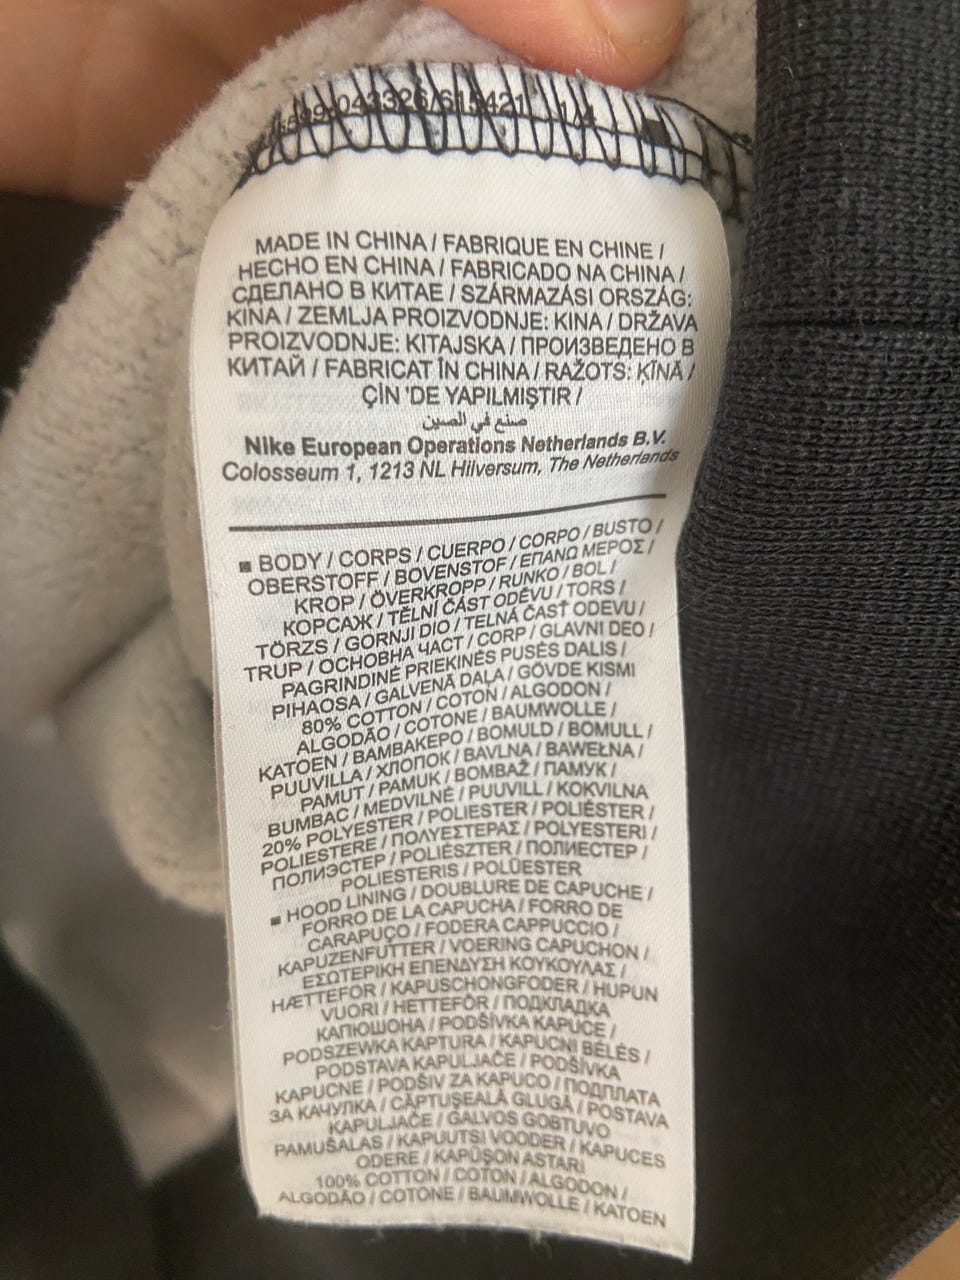 MADE IN CHINA / FABRIQUE EN CHINE /
HECHO EN CHINA / FABRICADO NA CHINA /
СДЕЛАНО В КИТАЕ / SZÁRMAZÁSI ORSZÁG:
KÍNA / ZEMLJA PROIZVODNJE: KINA / DRŽAVA
PROIZVODNJE: KITAJSKA / ПРОИЗВЕДЕНО В
КИТАЙ / FABRICAT IN CHINA / RAŽOTS: ĶĪNĀ /
ÇİN 'DE YAPILMIŞTIR /
صنع في الصين
Nike European Operations Netherlands B.V.
Colosseum 1, 1213 NL Hilversum, The Netherlands
■ BODY / CORPS / CUERPO / CORPO / BUSTO /
OBERSTOFF / BOVENSTOF / ΕΠΑΝΩ ΜΕΡΟΣ /
KROP / ÖVERKROPP / RUNKO / BOL /
КОРСАЖ / TĚLNÍ ČÁST ODĚVU / TORS /
TÖRZS / GORNJI DIO / TELNÁ ČASŤ ODEVU /
TRUP / ОСНОВНА ЧАСТ / CORP / GLAVNI DEO /
PAGRINDINĖ PRIEKINĖS PUSĖS DALIS /
PIHAOSA / GALVENĀ DAĻA / GÖVDE KISMI
80% COTTON / COTON / ALGODON /
ALGODÃO / COTONE / BAUMWOLLE /
KATOEN / ΒΑΜΒΑΚΕΡΟ / BOMULD / BOMULL /
PUUVILLA / ХЛОПОК / BAVLNA / BAWEŁNA /
PAMUT / PAMUK / BOMBAŽ / ПАМУК /
BUMBAC / MEDVILNĖ / PUUVILL / KOKVILNA
20% POLYESTER / POLIESTER / POLIÉSTER /
POLIESTERE / ΠΟΛΥΕΣΤΕΡΑΣ / POLYESTERI /
ПОЛИЭСТЕР / POLIÉSZTER / ПОЛИЕСТЕР /
POLIESTERIS / POLÜESTER
■ HOOD LINING / DOUBLURE DE CAPUCHE /
FORRO DE LA CAPUCHA / FORRO DE
CARAPUÇO / FODERA CAPPUCCIO /
KAPUZENFUTTER / VOERING CAPUCHON /
ΕΣΩΤΕΡΙΚΗ ΕΠΕΝΔΥΣΗ ΚΟΥΚΟΥΛΑΣ /
HÆTTEFOR / KAPUSCHONGFODER / HUPUN
VUORI / HETTEFÔR / ПОДКЛАДКА
КАПЮШОНА / PODŠÍVKA KAPUCE /
PODSZEWKA KAPTURA / KAPUCNI BÉLÉS /
PODSTAVA KAPULJAČE / PODŠÍVKA
KAPUCNE / PODŠIV ZA KAPUCO / ПОДПЛАТА
ЗА КАЧУЛКА / CĂPTUŞEALĂ GLUGĂ / POSTAVA
KAPULJAČE / GALVOS GOBTUVO
PAMUŠALAS / KAPUUTSI VOODER / KAPUCES
ODERE / KAPÜŞON ASTARI
100% COTTON / COTON / ALGODON /
ALGODÃO / COTONE / BAUMWOLLE / KATOEN